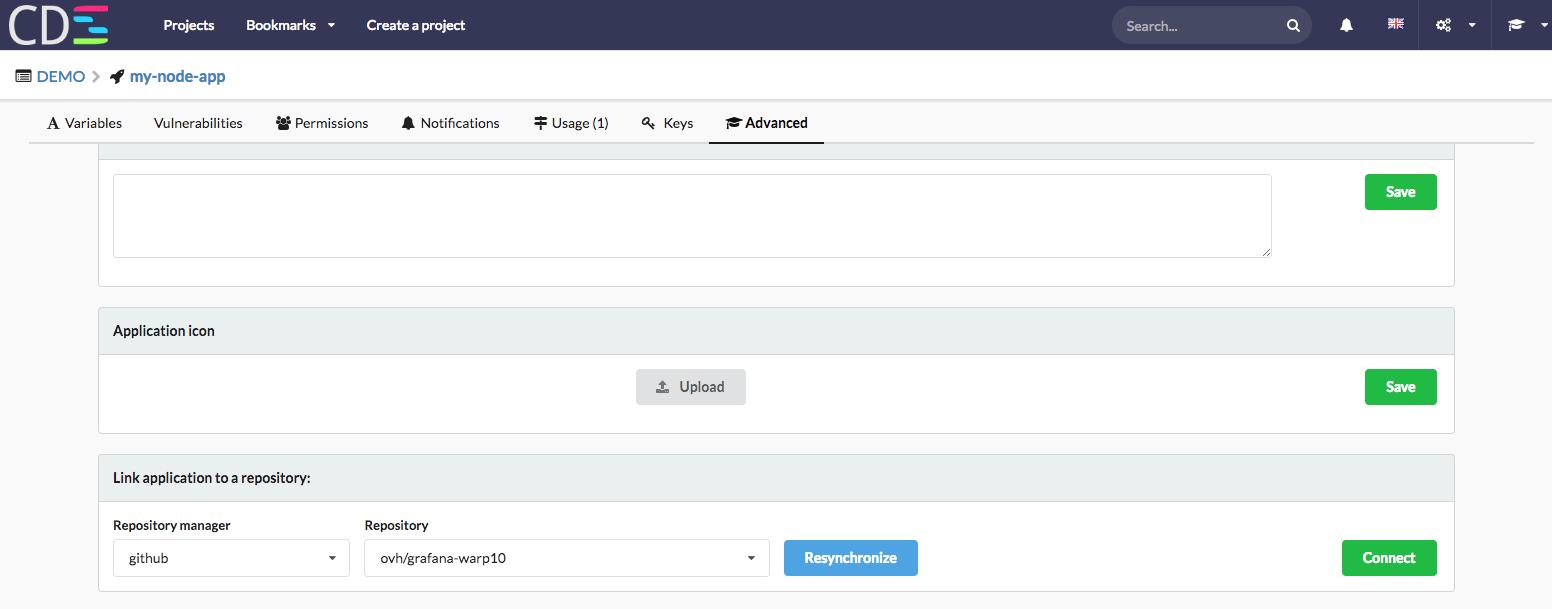 CDE Projects Bookmarks Create a project Search...
DEMO my-node-app
Variables Vulnerabilities Permissions Notifications Usage (1) Keys Advanced
Save
Application icon
Upload Save
Link application to a repository:
Repository manager Repository
github ovh/grafana-warp10 Resynchronize Connect